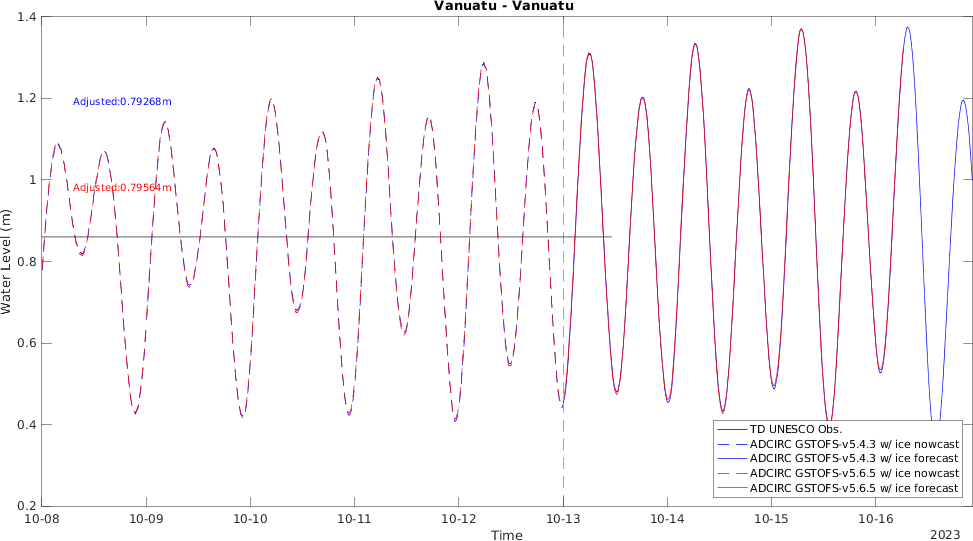 Vanuatu - Vanuatu
1.4
1.2
1
0.8
0.6
0.4
0.2
Water Level (m)
Adjusted:0.79268m
Adjusted:0.79564m
TD UNESCO Obs.
ADCIRC GSTOFS-v5.4.3 w/ ice nowcast
ADCIRC GSTOFS-v5.4.3 w/ ice forecast
ADCIRC GSTOFS-v5.6.5 w/ ice nowcast
ADCIRC GSTOFS-v5.6.5 w/ ice forecast
10-08 10-09 10-10 10-11 10-12 10-13 10-14 10-15 10-16
Time
2023